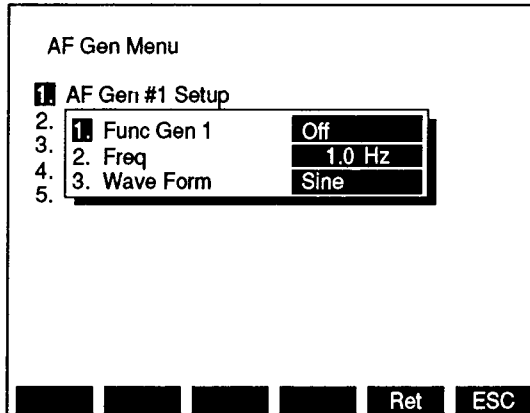 AF Gen Menu
1. AF Gen #1 Setup
2.
1. Func Gen 1 Off
3.
2. Freq 1.0 Hz
4.
3. Wave Form Sine
5.
Ret ESC